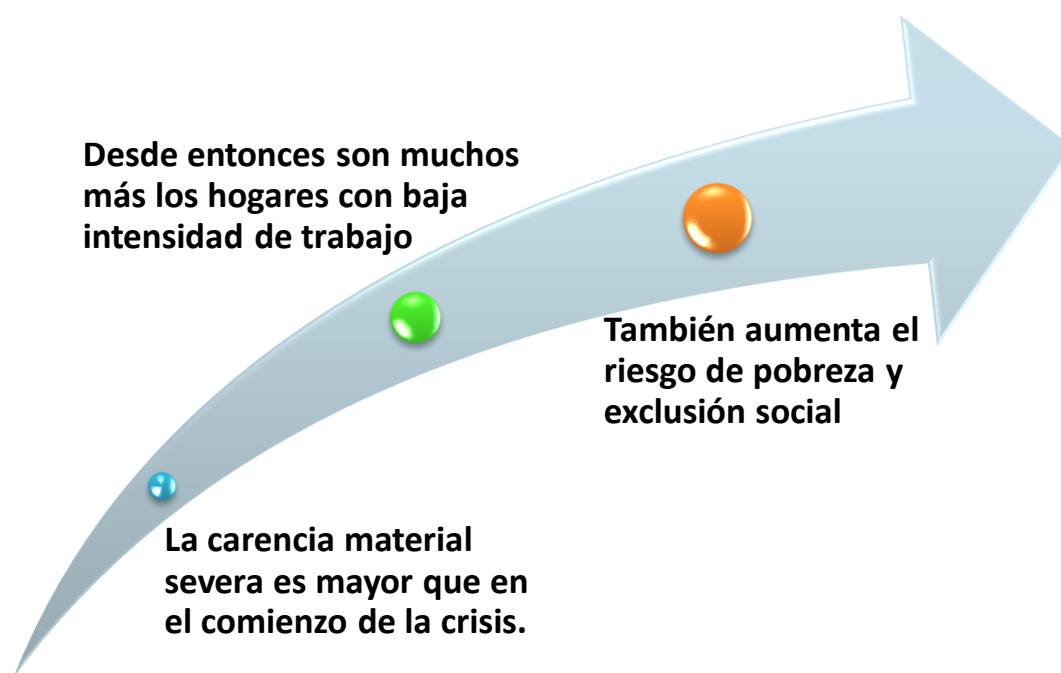 Desde entonces son muchos
más los hogares con baja
intensidad de trabajo
También aumenta el
riesgo de pobreza y
exclusión social
La carencia material
severa es mayor que en
el comienzo de la crisis.